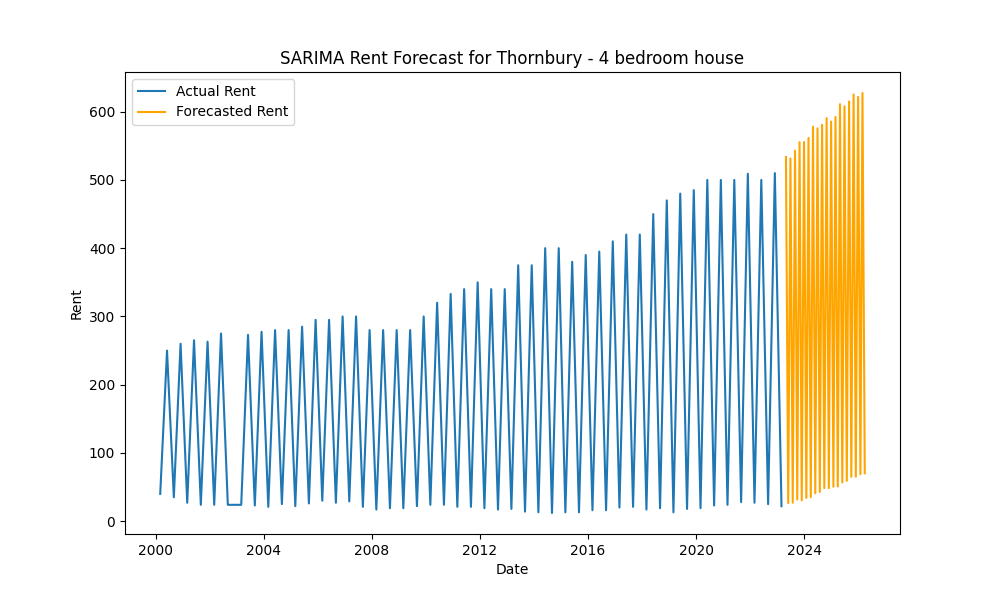 SARIMA Rent Forecast for Thornbury - 4 bedroom house
Actual Rent
Forecasted Rent
600
500
400
300
200
100
0
Rent
2000 2004 2008 2012 2016 2020 2024
Date